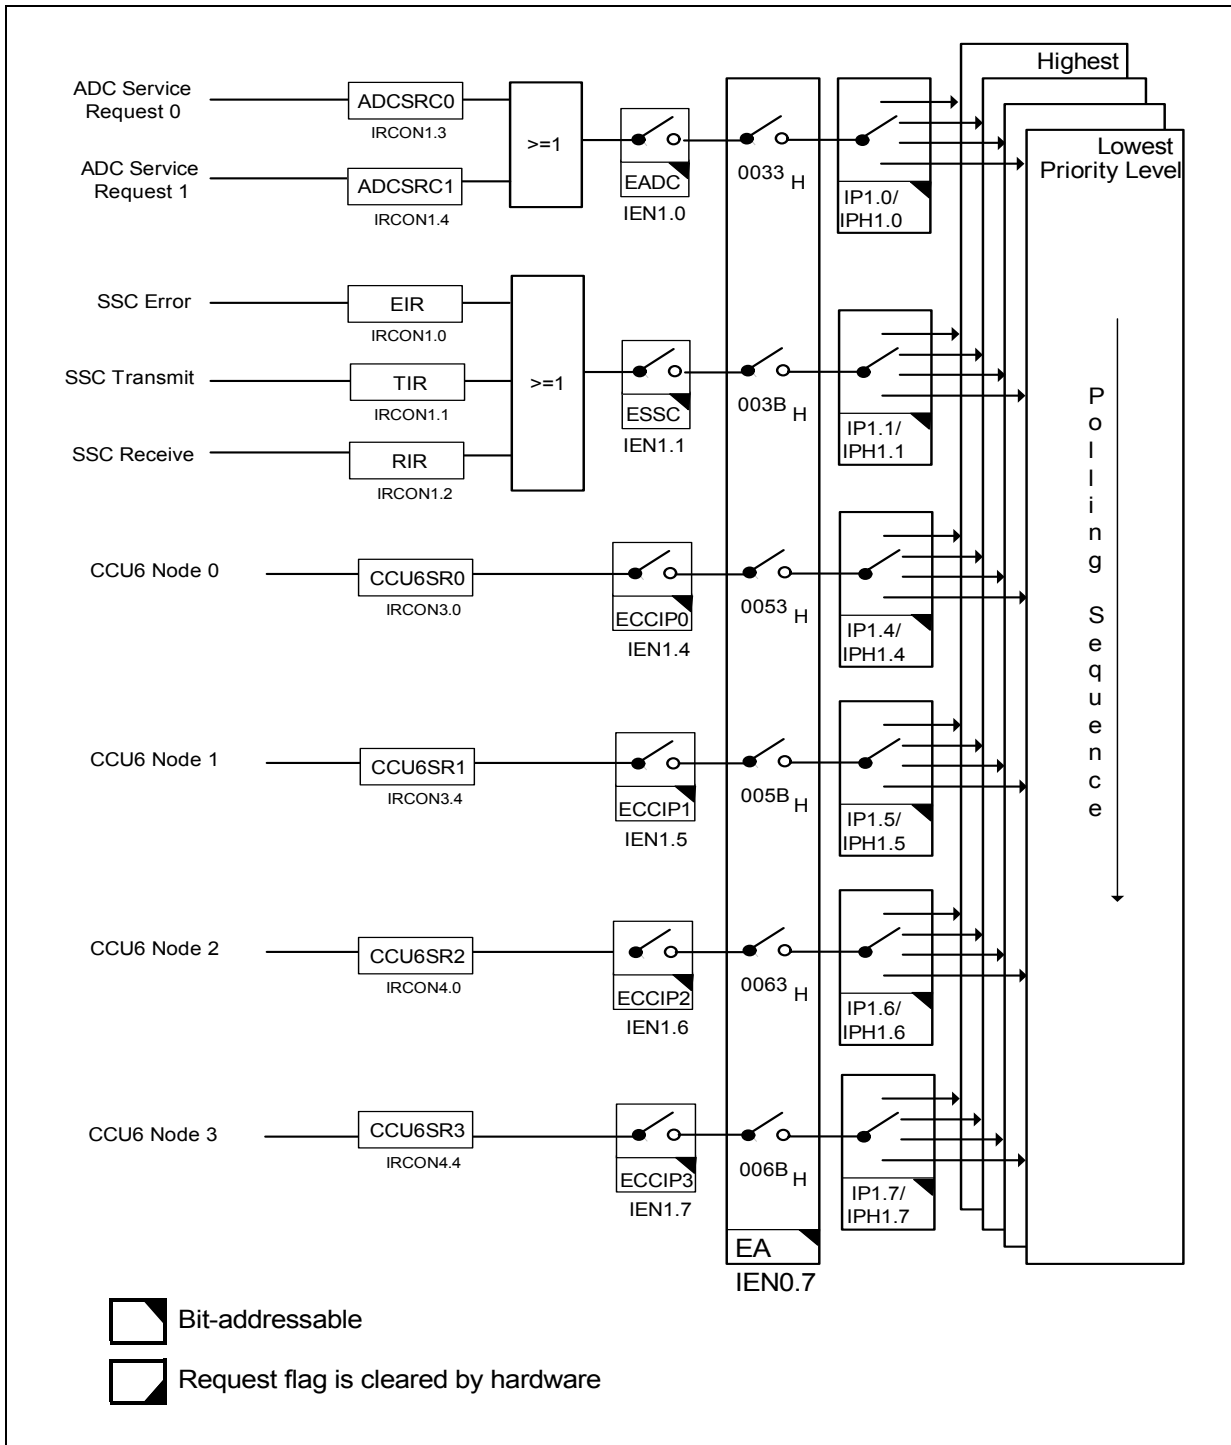 Highest
Lowest
Priority Level
ADC Service
Request 0
ADCSRC0
IRCON1.3
ADC Service
Request 1
ADCSRC1
IRCON1.4
>=1
EADC
IEN1.0
0033 H
IP1.0/
IPH1.0
SSC Error
EIR
IRCON1.0
SSC Transmit
TIR
IRCON1.1
SSC Receive
RIR
IRCON1.2
>=1
ESSC
IEN1.1
003B H
IP1.1/
IPH1.1
CCU6 Node 0
CCU6SR0
IRCON3.0
ECCIP0
IEN1.4
0053 H
IP1.4/
IPH1.4
CCU6 Node 1
CCU6SR1
IRCON3.4
ECCIP1
IEN1.5
005B H
IP1.5/
IPH1.5
CCU6 Node 2
CCU6SR2
IRCON4.0
ECCIP2
IEN1.6
0063 H
IP1.6/
IPH1.6
CCU6 Node 3
CCU6SR3
IRCON4.4
ECCIP3
IEN1.7
006B H
IP1.7/
IPH1.7
EA
IEN0.7
Polling Sequence
Bit-addressable
Request flag is cleared by hardware